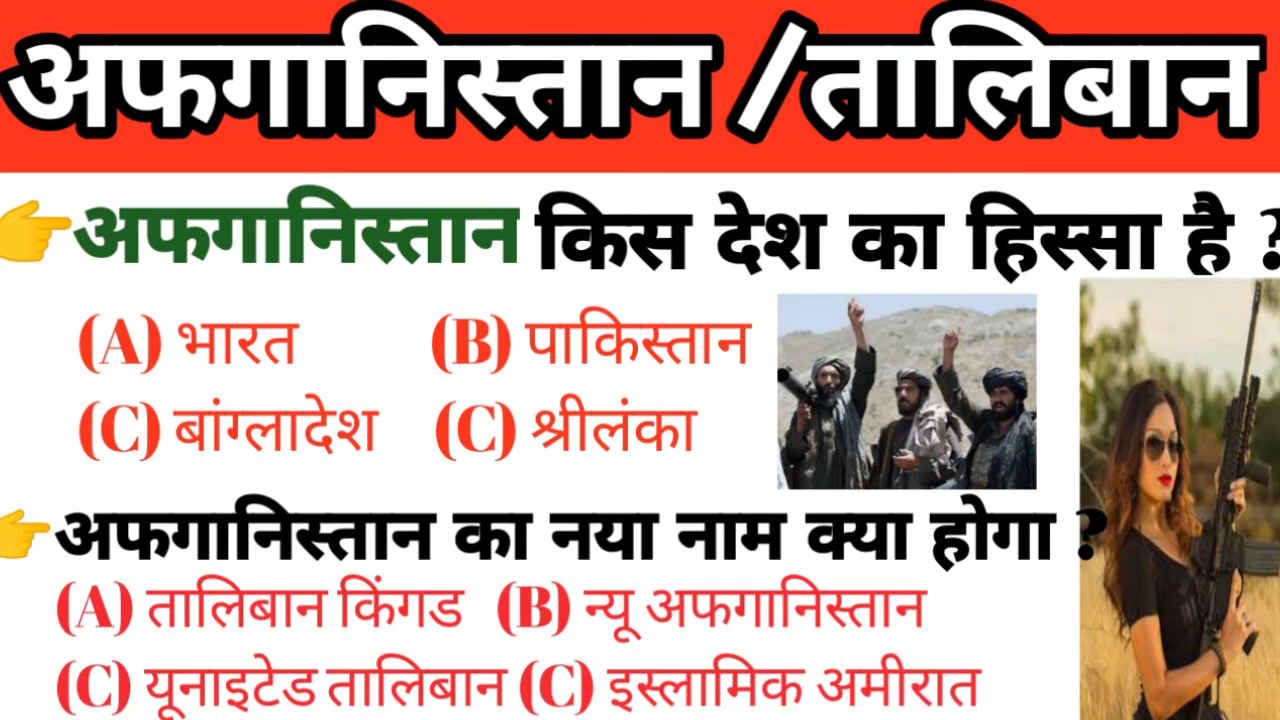 अफगानिस्तान /तालिबान
अफगानिस्तान किस देश का हिस्सा है ?
(A) भारत (B) पाकिस्तान
(C) बांग्लादेश (C) श्रीलंका
अफगानिस्तान का नया नाम क्या होगा ?
(A) तालिबान किंगड (B) न्यू अफगानिस्तान
(C) यूनाइटेड तालिबान (C) इस्लामिक अमीरात